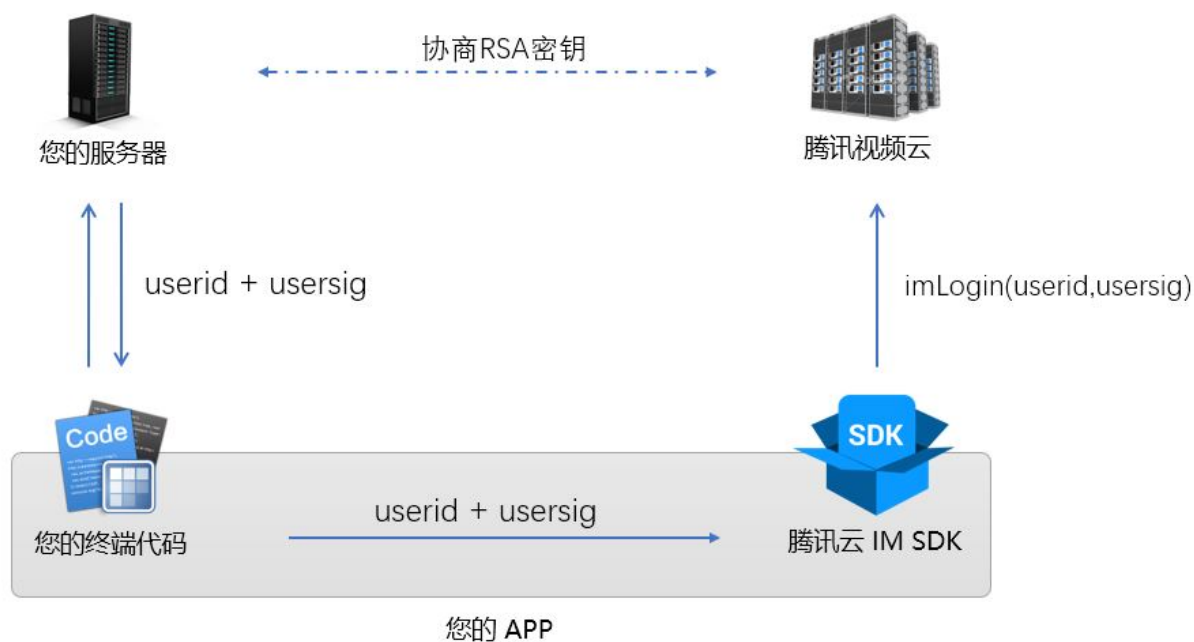 协商RSA密钥
您的服务器
腾讯视频云
userid + usersig
imLogin(userid,usersig)
Code
SDK
userid + usersig
您的终端代码
腾讯云 IM SDK
您的 APP